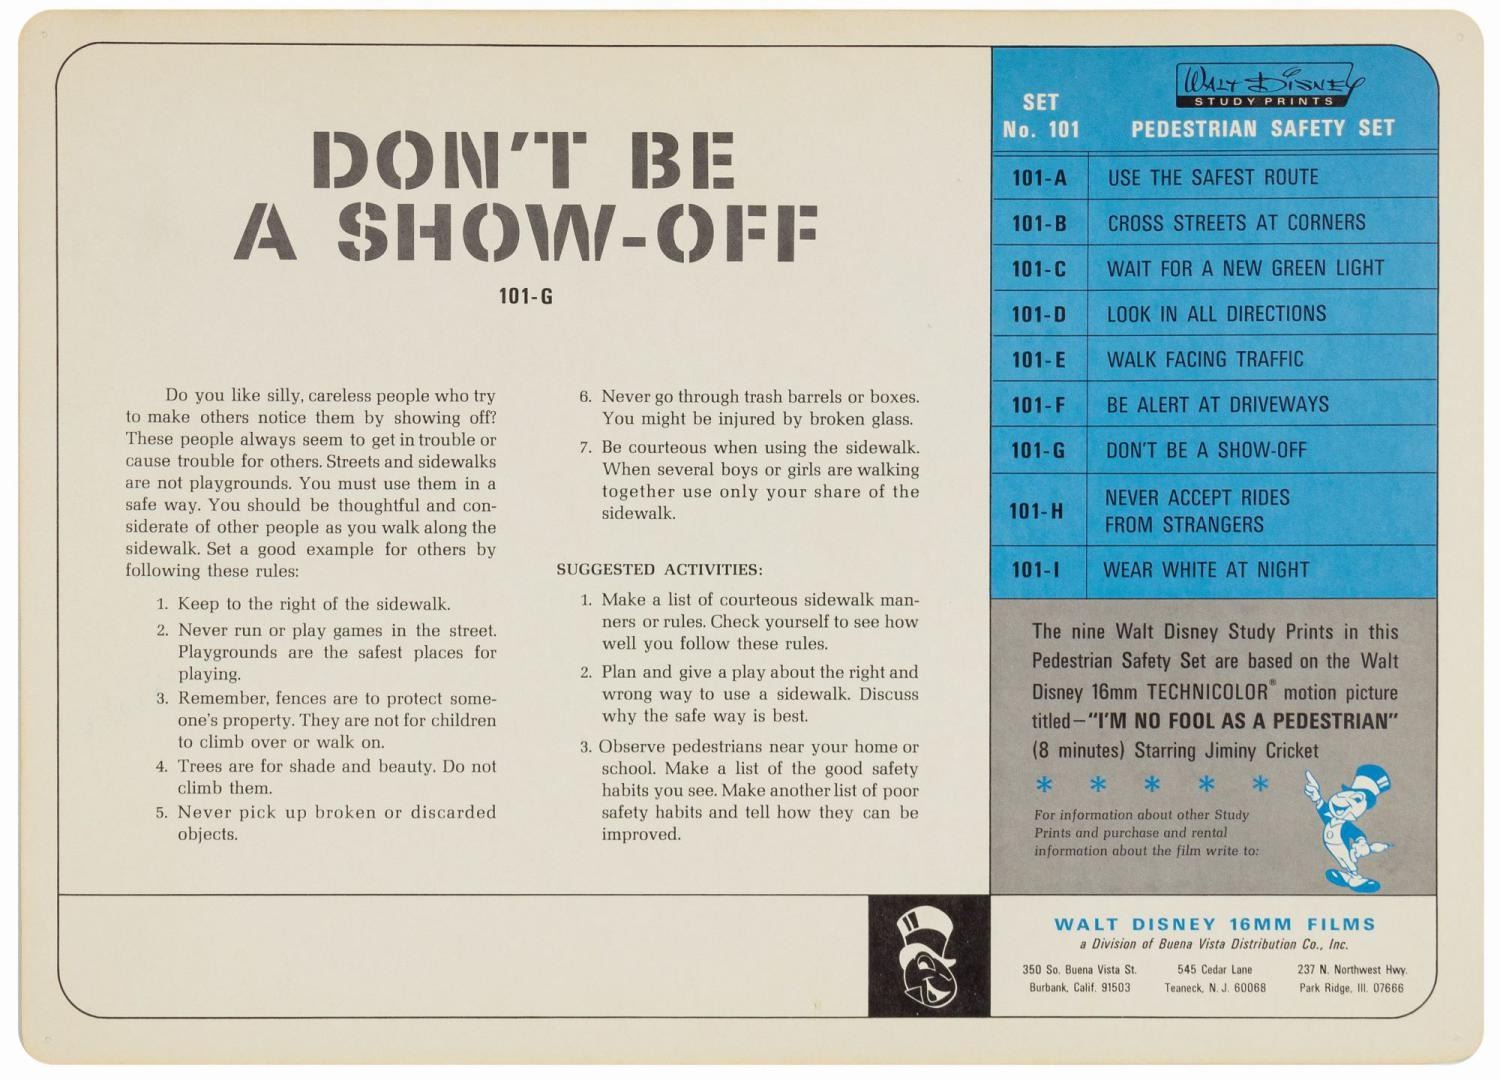 DON'T BE
A SHOW-OFF
101-G
Do you like silly, careless people who try
to make others notice them by showing off?
These people always seem to get in trouble or
cause trouble for others. Streets and sidewalks
are not playgrounds. You must use them in a
safe way. You should be thoughtful and con-
siderate of other people as you walk along the
sidewalk. Set a good example for others by
following these rules:
1. Keep to the right of the sidewalk.
2. Never run or play games in the street.
Playgrounds are the safest places for
playing.
3. Remember, fences are to protect some-
one's property. They are not for children
to climb over or walk on.
4. Trees are for shade and beauty. Do not
climb them.
5. Never pick up broken or discarded
objects.
6. Never go through trash barrels or boxes.
You might be injured by broken glass.
7. Be courteous when using the sidewalk.
When several boys or girls are walking
together use only your share of the
sidewalk.
SUGGESTED ACTIVITIES:
1. Make a list of courteous sidewalk man-
ners or rules. Check yourself to see how
well you follow these rules.
2. Plan and give a play about the right and
wrong way to use a sidewalk. Discuss
why the safe way is best.
3. Observe pedestrians near your home or
school. Make a list of the good safety
habits you see. Make another list of poor
safety habits and tell how they can be
improved.
WALT DISNEY
STUDY PRINTS
SET
No. 101 PEDESTRIAN SAFETY SET
101-A USE THE SAFEST ROUTE
101-B CROSS STREETS AT CORNERS
101-C WAIT FOR A NEW GREEN LIGHT
101-D LOOK IN ALL DIRECTIONS
101-E WALK FACING TRAFFIC
101-F BE ALERT AT DRIVEWAYS
101-G DON'T BE A SHOW-OFF
101-H NEVER ACCEPT RIDES
FROM STRANGERS
101-I WEAR WHITE AT NIGHT
The nine Walt Disney Study Prints in this
Pedestrian Safety Set are based on the Walt
Disney 16mm TECHNICOLOR® motion picture
titled—"I'M NO FOOL AS A PEDESTRIAN"
(8 minutes) Starring Jiminy Cricket
* * * * *
For information about other Study
Prints and purchase and rental
information about the film write to:
WALT DISNEY 16MM FILMS
a Division of Buena Vista Distribution Co., Inc.
350 So. Buena Vista St. 545 Cedar Lane 237 N. Northwest Hwy.
Burbank, Calif. 91503 Teaneck, N. J. 60068 Park Ridge, Ill. 07666